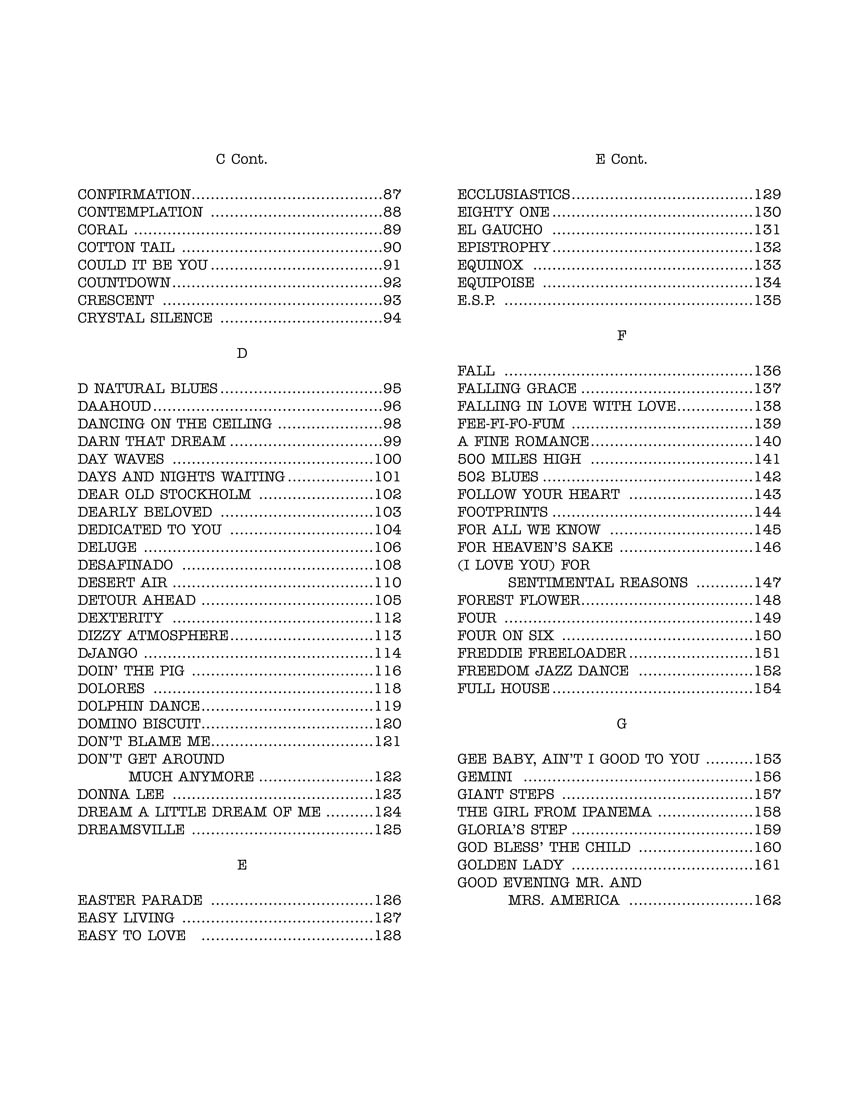 C Cont.
CONFIRMATION........................................87
CONTEMPLATION ....................................88
CORAL ....................................................89
COTTON TAIL ..........................................90
COULD IT BE YOU ....................................91
COUNTDOWN............................................92
CRESCENT ..............................................93
CRYSTAL SILENCE ..................................94
D
D NATURAL BLUES..................................95
DAAHOUD................................................96
DANCING ON THE CEILING ......................98
DARN THAT DREAM ................................99
DAY WAVES ..........................................100
DAYS AND NIGHTS WAITING..................101
DEAR OLD STOCKHOLM ........................102
DEARLY BELOVED ................................103
DEDICATED TO YOU ..............................104
DELUGE ................................................106
DESAFINADO ........................................108
DESERT AIR ..........................................110
DETOUR AHEAD ....................................105
DEXTERITY ..........................................112
DIZZY ATMOSPHERE..............................113
DJANGO ................................................114
DOIN' THE PIG ......................................116
DOLORES ..............................................118
DOLPHIN DANCE....................................119
DOMINO BISCUIT....................................120
DON'T BLAME ME..................................121
DON'T GET AROUND
MUCH ANYMORE ........................122
DONNA LEE ..........................................123
DREAM A LITTLE DREAM OF ME ..........124
DREAMSVILLE ......................................125
E
EASTER PARADE ..................................126
EASY LIVING ........................................127
EASY TO LOVE ....................................128
E Cont.
ECCLUSIASTICS......................................129
EIGHTY ONE..........................................130
EL GAUCHO ..........................................131
EPISTROPHY..........................................132
EQUINOX ..............................................133
EQUIPOISE ............................................134
E.S.P. ....................................................135
F
FALL ....................................................136
FALLING GRACE ....................................137
FALLING IN LOVE WITH LOVE................138
FEE-FI-FO-FUM ......................................139
A FINE ROMANCE..................................140
500 MILES HIGH ..................................141
502 BLUES ............................................142
FOLLOW YOUR HEART ..........................143
FOOTPRINTS ..........................................144
FOR ALL WE KNOW ..............................145
FOR HEAVEN'S SAKE ............................146
(I LOVE YOU) FOR
SENTIMENTAL REASONS ............147
FOREST FLOWER....................................148
FOUR ....................................................149
FOUR ON SIX ........................................150
FREDDIE FREELOADER..........................151
FREEDOM JAZZ DANCE ........................152
FULL HOUSE..........................................154
G
GEE BABY, AIN'T I GOOD TO YOU ..........153
GEMINI ................................................156
GIANT STEPS ........................................157
THE GIRL FROM IPANEMA ....................158
GLORIA'S STEP ......................................159
GOD BLESS' THE CHILD ........................160
GOLDEN LADY ......................................161
GOOD EVENING MR. AND
MRS. AMERICA ..........................162